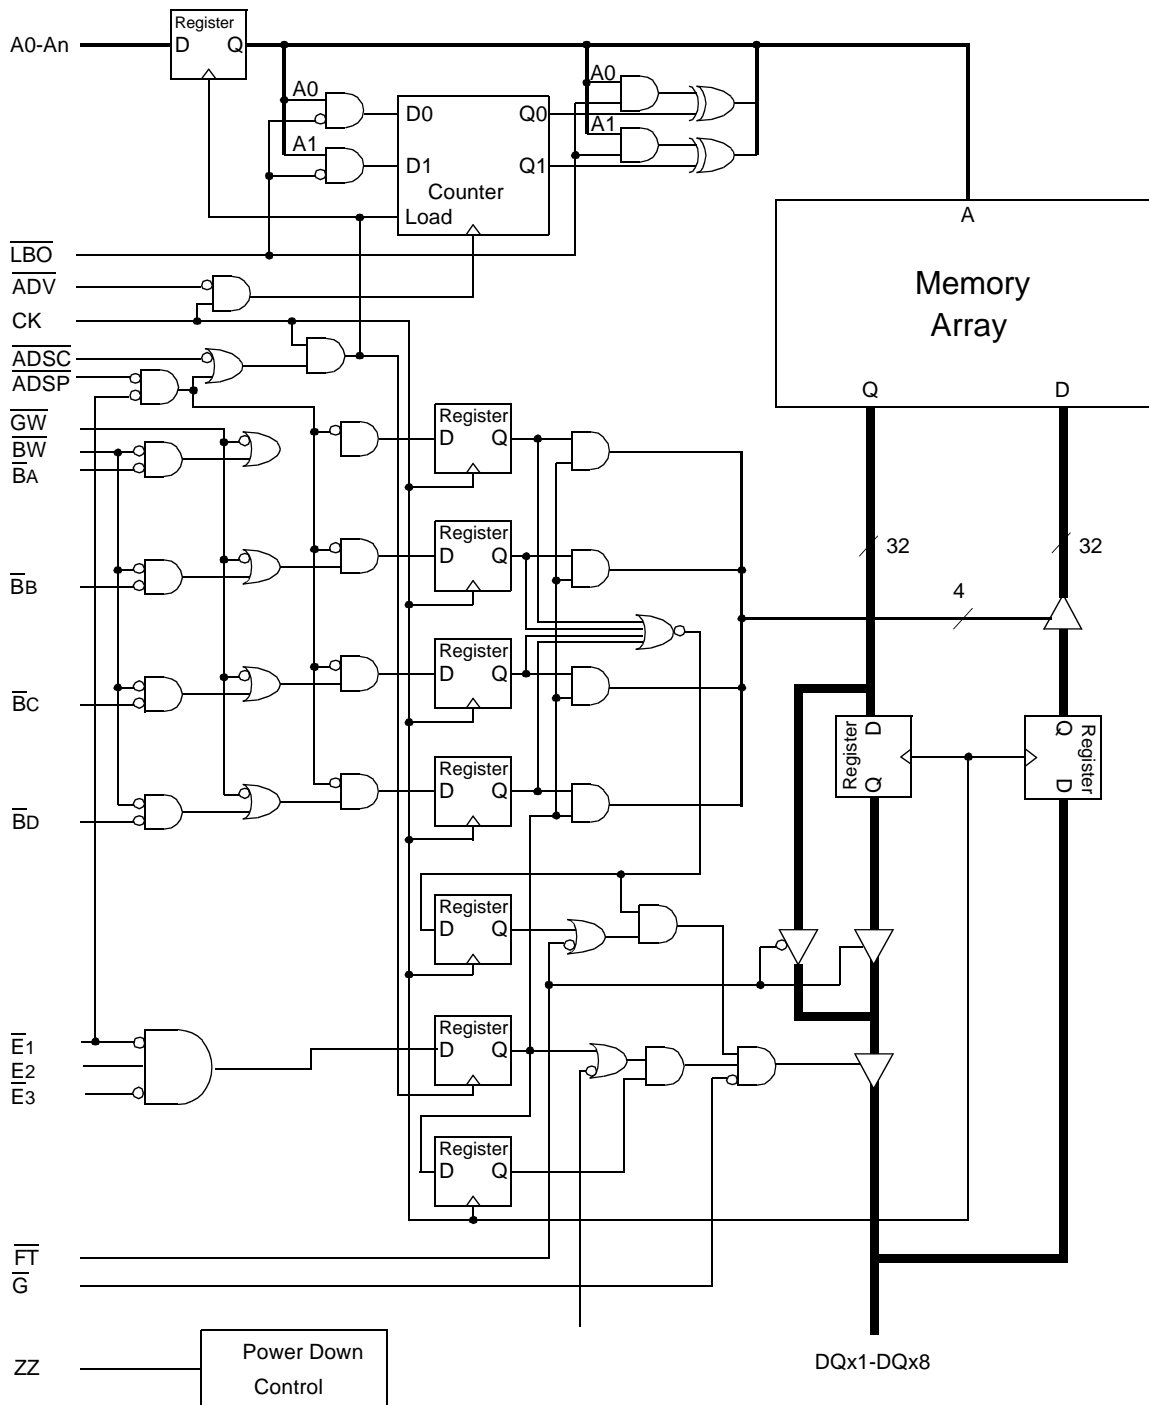 Register
A0-An
D Q
A0
A0
D0 Q0
A1
A1
D1 Q1
Counter
Load
A
LBO
ADV
Memory
CK
Array
ADSC
ADSP
Q D
GW
Register
BW
D Q
BA
Register
32 32
D Q
BB
4
Register
D Q
BC
Register D Q
Q D Register
Register
D Q
BD
Register
D Q
Register
E1
D Q
E2
E3
Register
D Q
FT
G
Power Down
DQx1-DQx8
ZZ
Control